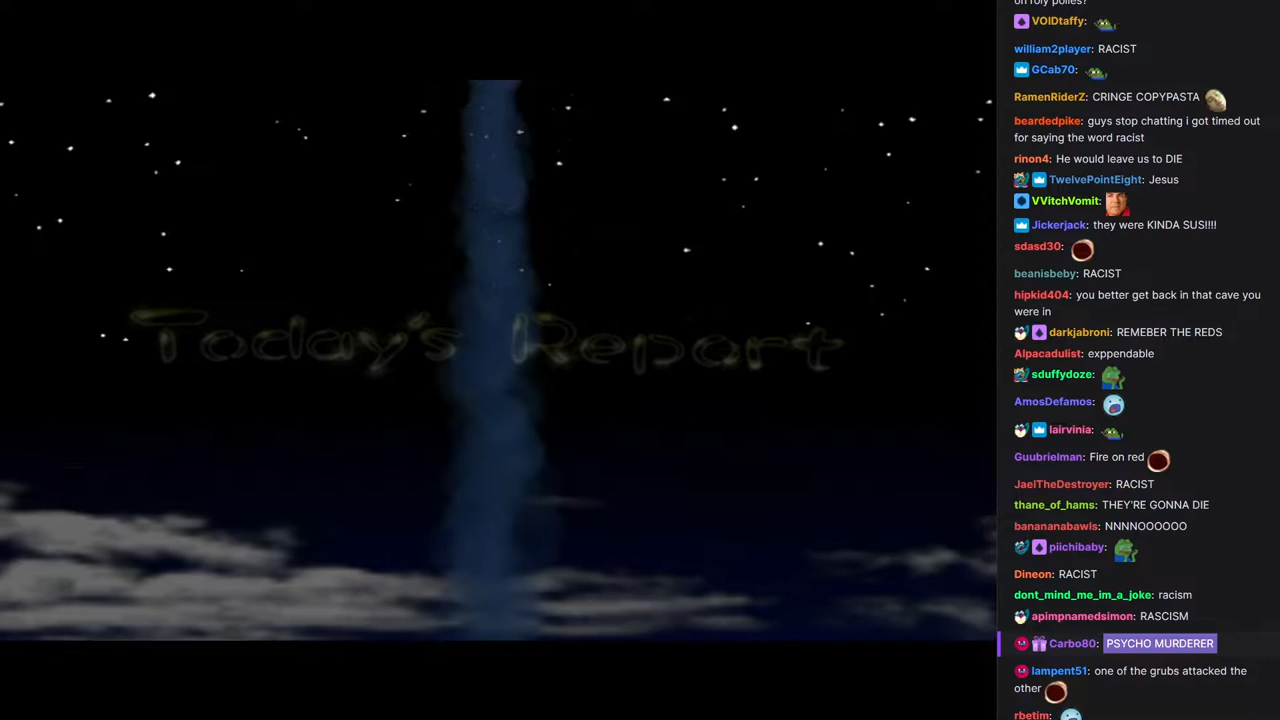 Today's Report
on roly polies?
VOIDtaffy:
william2player: RACIST
GCab70:
RamenRiderZ: CRINGE COPYPASTA
beardedpike: guys stop chatting i got timed out
for saying the word racist
rinon4: He would leave us to DIE
TwelvePointEight: Jesus
VVitchVomit:
Jickerjack: they were KINDA SUS!!!!
sdasd30:
beanisbeby: RACIST
hipkid404: you better get back in that cave you
were in
darkjabroni: REMEBER THE REDS
Alpacadulist: exppendable
sduffydoze:
AmosDefamos:
lairvinia:
Guubrielman: Fire on red
JaelTheDestroyer: RACIST
thane_of_hams: THEY'RE GONNA DIE
banananabawls: NNNNOOOOOO
piichibaby:
Dineon: RACIST
dont_mind_me_im_a_joke: racism
apimpnamedsimon: RASCISM
Carbo80: PSYCHO MURDERER
lampent51: one of the grubs attacked the
other
rbetim: